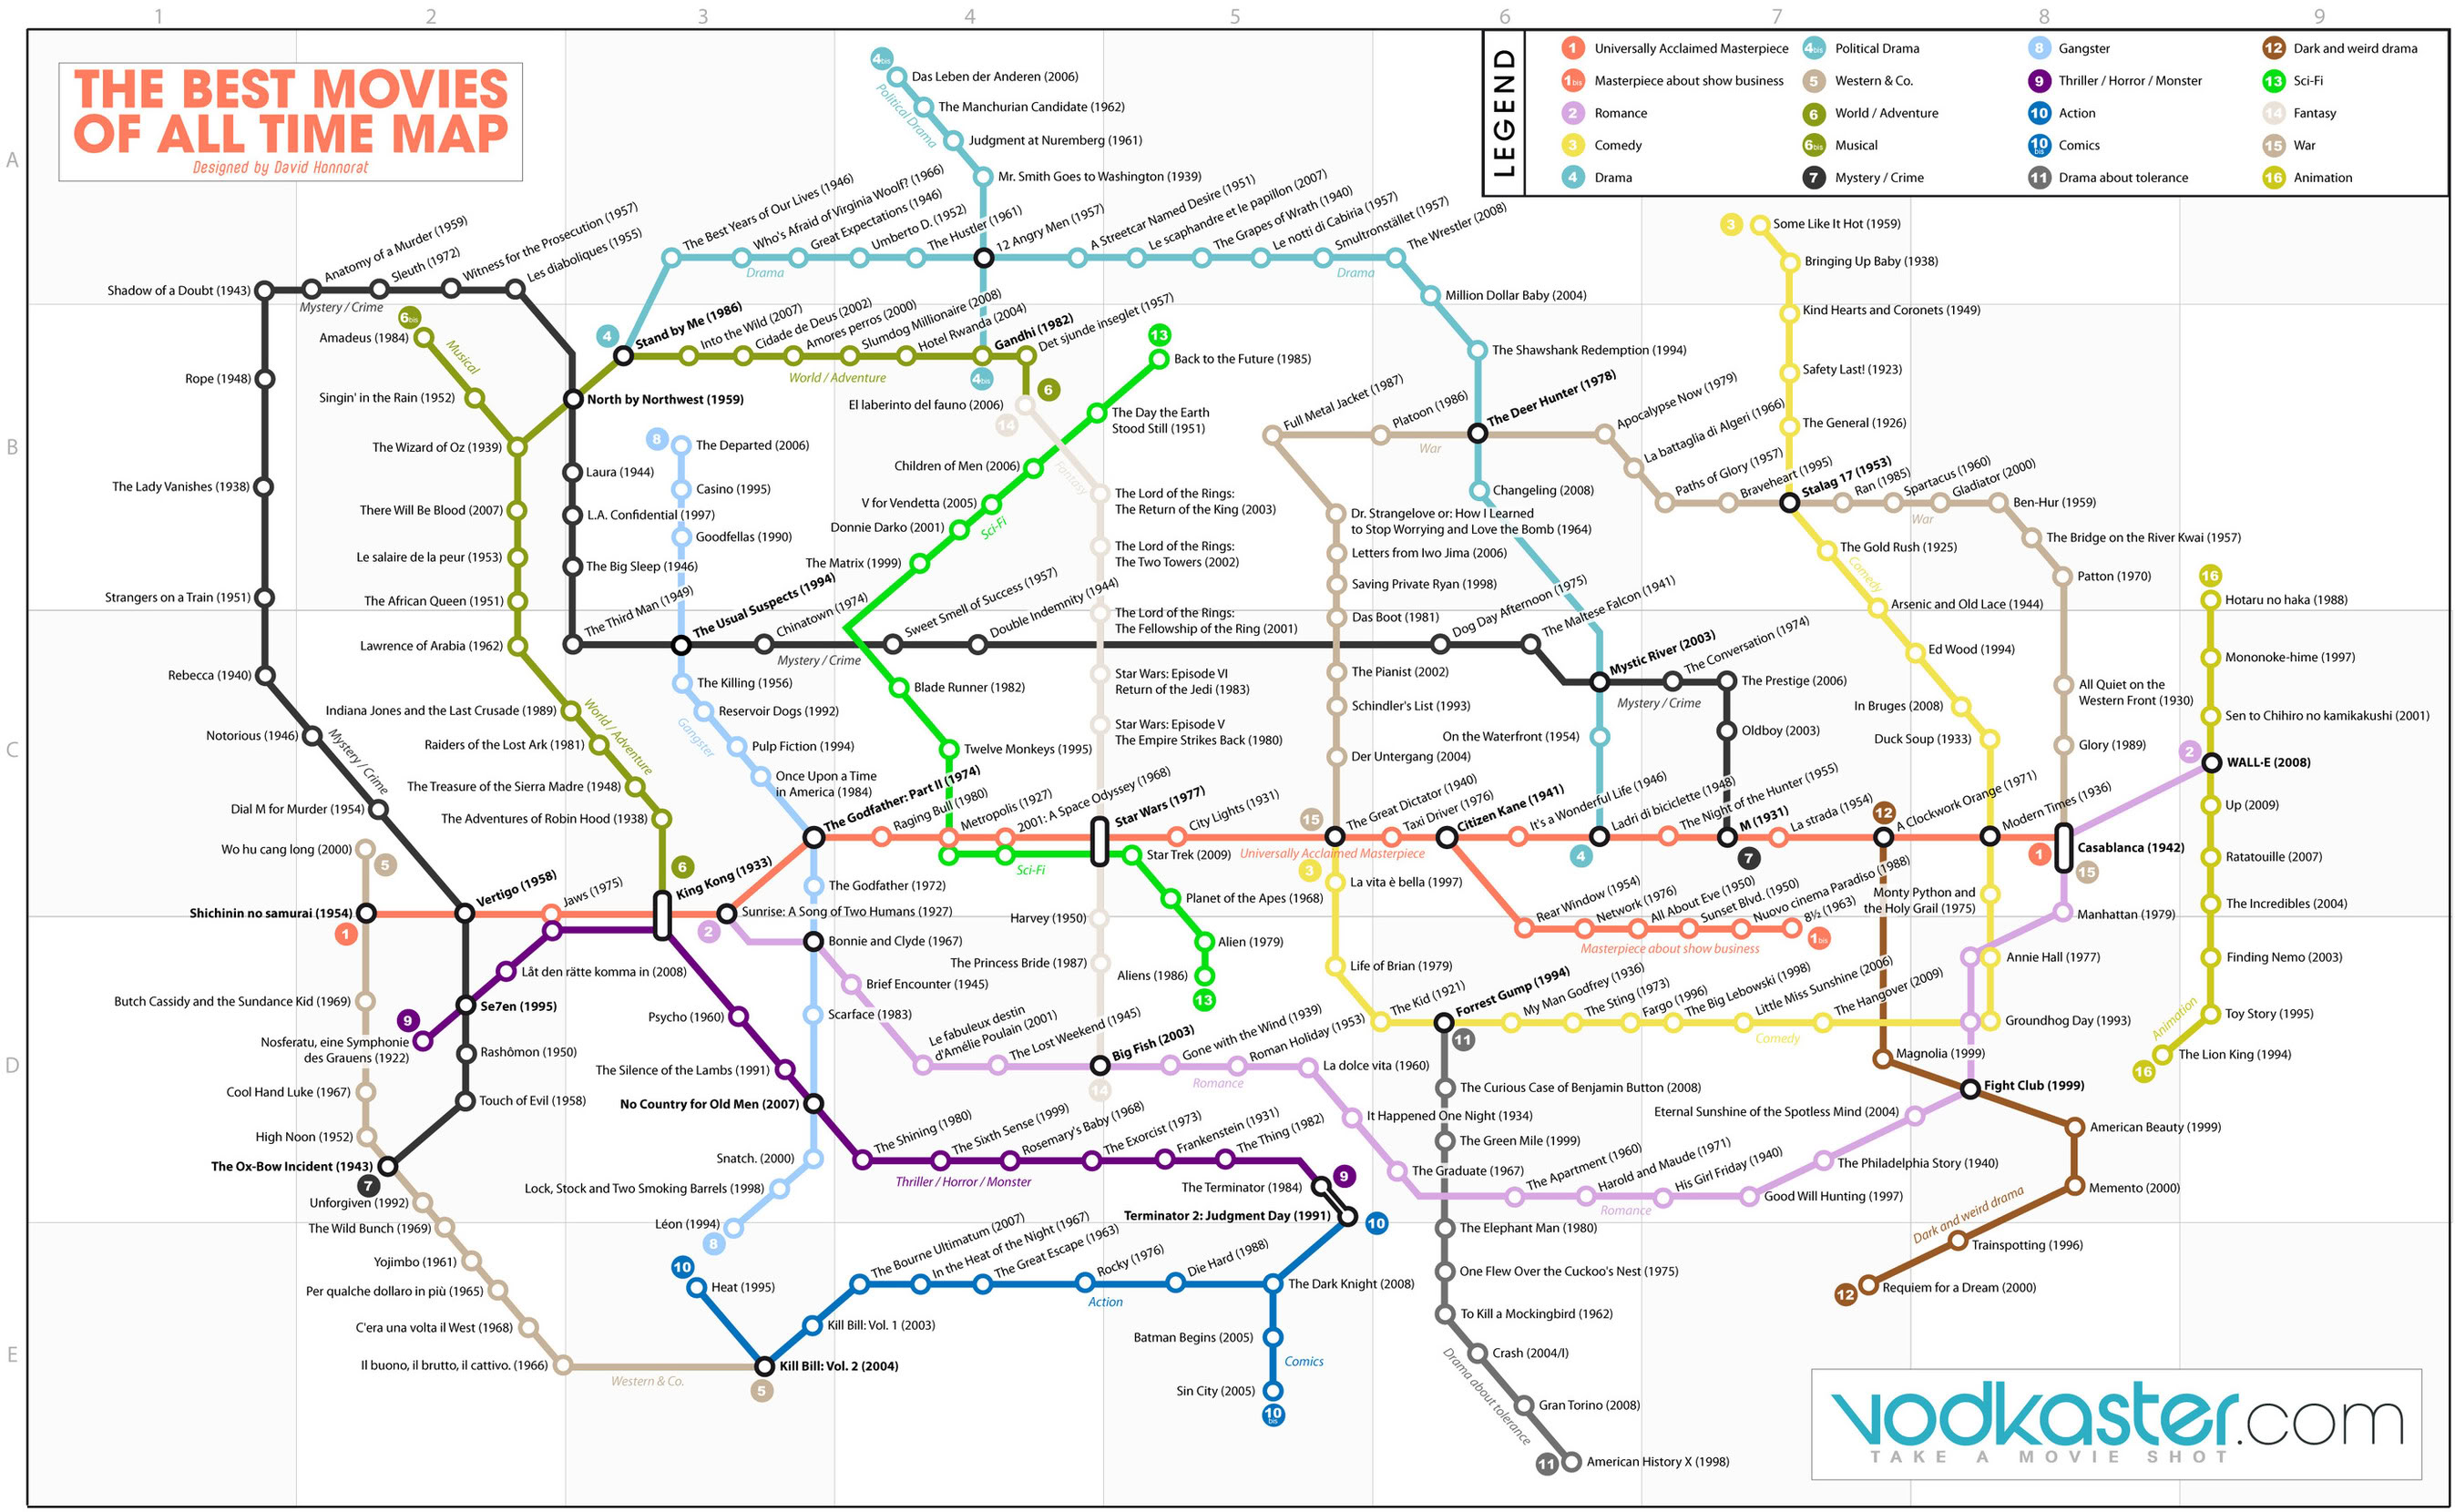 1 2 3 4 5 6 7 8 9
A
B
C
D
E
THE BEST MOVIES
OF ALL TIME MAP
Designed by David Honnorat
LEGEND
1 Universally Acclaimed Masterpiece
1bis Masterpiece about show business
2 Romance
3 Comedy
4 Drama
4bis Political Drama
5 Western & Co.
6 World / Adventure
6bis Musical
7 Mystery / Crime
8 Gangster
9 Thriller / Horror / Monster
10 Action
10bis Comics
11 Drama about tolerance
12 Dark and weird drama
13 Sci-Fi
14 Fantasy
15 War
16 Animation
4bis
Das Leben der Anderen (2006)
The Manchurian Candidate (1962)
Political Drama
Judgment at Nuremberg (1961)
Mr. Smith Goes to Washington (1939)
The Best Years of Our Lives (1946)
Who's Afraid of Virginia Woolf? (1966)
Great Expectations (1946)
Umberto D. (1952)
The Hustler (1961)
12 Angry Men (1957)
A Streetcar Named Desire (1951)
Le scaphandre et le papillon (2007)
The Grapes of Wrath (1940)
Le notti di Cabiria (1957)
Smultronstället (1957)
The Wrestler (2008)
Drama
Drama
Million Dollar Baby (2004)
The Shawshank Redemption (1994)
The Deer Hunter (1978)
Changeling (2008)
Mystic River (2003)
On the Waterfront (1954)
4
3
Some Like It Hot (1959)
Bringing Up Baby (1938)
Kind Hearts and Coronets (1949)
Safety Last! (1923)
The General (1926)
Stalag 17 (1953)
The Gold Rush (1925)
Comedy
Arsenic and Old Lace (1944)
Ed Wood (1994)
In Bruges (2008)
Duck Soup (1933)
Modern Times (1936)
Monty Python and
the Holy Grail (1975)
Annie Hall (1977)
Groundhog Day (1993)
Shadow of a Doubt (1943)
Anatomy of a Murder (1959)
Sleuth (1972)
Witness for the Prosecution (1957)
Les diaboliques (1955)
Mystery / Crime
Rope (1948)
The Lady Vanishes (1938)
Strangers on a Train (1951)
Rebecca (1940)
Notorious (1946)
Mystery / Crime
Dial M for Murder (1954)
Vertigo (1958)
Se7en (1995)
Rashômon (1950)
Touch of Evil (1958)
The Ox-Bow Incident (1943)
7
6bis
Amadeus (1984)
Musical
Singin' in the Rain (1952)
The Wizard of Oz (1939)
There Will Be Blood (2007)
Le salaire de la peur (1953)
The African Queen (1951)
Lawrence of Arabia (1962)
Indiana Jones and the Last Crusade (1989)
World / Adventure
Raiders of the Lost Ark (1981)
The Treasure of the Sierra Madre (1948)
The Adventures of Robin Hood (1938)
6
King Kong (1933)
4
Stand by Me (1986)
Into the Wild (2007)
Cidade de Deus (2002)
Amores perros (2000)
Slumdog Millionaire (2008)
Hotel Rwanda (2004)
Gandhi (1982)
Det sjunde inseglet (1957)
World / Adventure
4bis
6
El laberinto del fauno (2006)
14
Fantasy
North by Northwest (1959)
Laura (1944)
L.A. Confidential (1997)
The Big Sleep (1946)
The Third Man (1949)
The Usual Suspects (1994)
Chinatown (1974)
Sweet Smell of Success (1957)
Double Indemnity (1944)
Mystery / Crime
Dog Day Afternoon (1975)
The Maltese Falcon (1941)
The Conversation (1974)
The Prestige (2006)
Mystery / Crime
Oldboy (2003)
8
The Departed (2006)
Casino (1995)
Goodfellas (1990)
The Killing (1956)
Reservoir Dogs (1992)
Gangster
Pulp Fiction (1994)
Once Upon a Time
in America (1984)
The Godfather: Part II (1974)
The Godfather (1972)
Bonnie and Clyde (1967)
Scarface (1983)
No Country for Old Men (2007)
Snatch. (2000)
Lock, Stock and Two Smoking Barrels (1998)
Léon (1994)
8
13
Back to the Future (1985)
The Day the Earth
Stood Still (1951)
Children of Men (2006)
V for Vendetta (2005)
Donnie Darko (2001)
Sci-Fi
The Matrix (1999)
Blade Runner (1982)
Twelve Monkeys (1995)
Sci-Fi
Star Trek (2009)
Planet of the Apes (1968)
Alien (1979)
Aliens (1986)
13
The Lord of the Rings:
The Return of the King (2003)
The Lord of the Rings:
The Two Towers (2002)
The Lord of the Rings:
The Fellowship of the Ring (2001)
Star Wars: Episode VI
Return of the Jedi (1983)
Star Wars: Episode V
The Empire Strikes Back (1980)
Star Wars (1977)
Harvey (1950)
The Princess Bride (1987)
Big Fish (2003)
14
Full Metal Jacket (1987)
Platoon (1986)
War
Apocalypse Now (1979)
La battaglia di Algeri (1966)
Paths of Glory (1957)
Braveheart (1995)
Ran (1985)
Spartacus (1960)
Gladiator (2000)
War
Ben-Hur (1959)
The Bridge on the River Kwai (1957)
Patton (1970)
All Quiet on the
Western Front (1930)
Glory (1989)
Casablanca (1942)
1
15
Dr. Strangelove or: How I Learned
to Stop Worrying and Love the Bomb (1964)
Letters from Iwo Jima (2006)
Saving Private Ryan (1998)
Das Boot (1981)
The Pianist (2002)
Schindler's List (1993)
Der Untergang (2004)
15
The Great Dictator (1940)
16
Hotaru no haka (1988)
Mononoke-hime (1997)
Sen to Chihiro no kamikakushi (2001)
2
WALL·E (2008)
Up (2009)
Ratatouille (2007)
The Incredibles (2004)
Finding Nemo (2003)
Toy Story (1995)
Animation
The Lion King (1994)
16
Wo hu cang long (2000)
5
Shichinin no samurai (1954)
1
Jaws (1975)
Sunrise: A Song of Two Humans (1927)
2
Raging Bull (1980)
Metropolis (1927)
2001: A Space Odyssey (1968)
City Lights (1931)
Universally Acclaimed Masterpiece
Taxi Driver (1976)
Citizen Kane (1941)
It's a Wonderful Life (1946)
Ladri di biciclette (1948)
The Night of the Hunter (1955)
M (1931)
7
La strada (1954)
12
A Clockwork Orange (1971)
Rear Window (1954)
Network (1976)
All About Eve (1950)
Sunset Blvd. (1950)
Nuovo cinema Paradiso (1988)
8½ (1963)
1bis
Masterpiece about show business
3
La vita è bella (1997)
Life of Brian (1979)
The Kid (1921)
Forrest Gump (1994)
11
My Man Godfrey (1936)
The Sting (1973)
Fargo (1996)
The Big Lebowski (1998)
Little Miss Sunshine (2006)
The Hangover (2009)
Comedy
Manhattan (1979)
Butch Cassidy and the Sundance Kid (1969)
Cool Hand Luke (1967)
High Noon (1952)
Unforgiven (1992)
The Wild Bunch (1969)
Yojimbo (1961)
Per qualche dollaro in più (1965)
C'era una volta il West (1968)
Il buono, il brutto, il cattivo. (1966)
Western & Co.
5
Låt den rätte komma in (2008)
9
Nosferatu, eine Symphonie
des Grauens (1922)
Psycho (1960)
The Silence of the Lambs (1991)
The Shining (1980)
The Sixth Sense (1999)
Rosemary's Baby (1968)
The Exorcist (1973)
Frankenstein (1931)
The Thing (1982)
Thriller / Horror / Monster
9
The Terminator (1984)
Terminator 2: Judgment Day (1991)
10
Brief Encounter (1945)
Le fabuleux destin
d'Amélie Poulain (2001)
The Lost Weekend (1945)
Gone with the Wind (1939)
Roman Holiday (1953)
Romance
La dolce vita (1960)
It Happened One Night (1934)
The Graduate (1967)
The Apartment (1960)
Harold and Maude (1971)
His Girl Friday (1940)
Romance
Good Will Hunting (1997)
The Philadelphia Story (1940)
Eternal Sunshine of the Spotless Mind (2004)
Fight Club (1999)
Magnolia (1999)
American Beauty (1999)
Memento (2000)
Dark and weird drama
Trainspotting (1996)
Requiem for a Dream (2000)
12
The Curious Case of Benjamin Button (2008)
The Green Mile (1999)
The Elephant Man (1980)
One Flew Over the Cuckoo's Nest (1975)
To Kill a Mockingbird (1962)
Crash (2004/I)
Drama about tolerance
Gran Torino (2008)
American History X (1998)
11
10
Heat (1995)
Kill Bill: Vol. 2 (2004)
Kill Bill: Vol. 1 (2003)
The Bourne Ultimatum (2007)
In the Heat of the Night (1967)
The Great Escape (1963)
Rocky (1976)
Die Hard (1988)
Action
The Dark Knight (2008)
Batman Begins (2005)
Comics
Sin City (2005)
10bis
vodkaster.com
TAKE A MOVIE SHOT